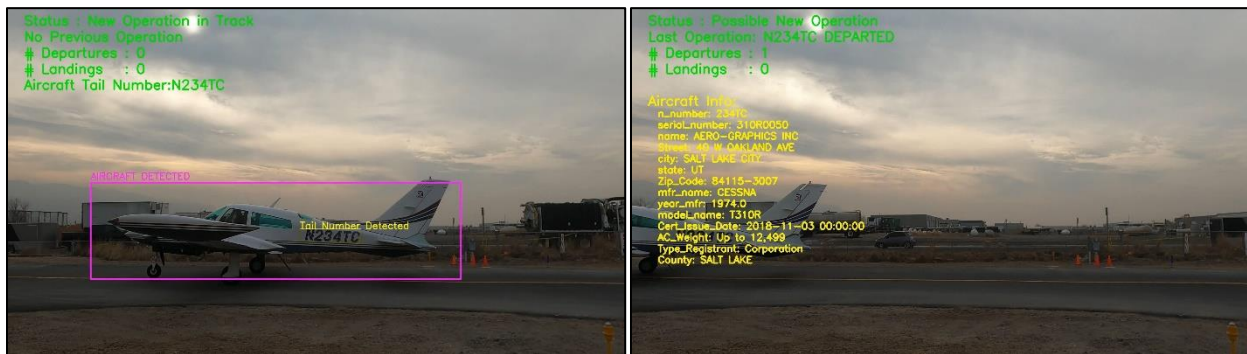 Status : New Operation in Track
No Previous Operation
# Departures : 0
# Landings : 0
Aircraft Tail Number:N234TC
AIRCRAFT DETECTED
Tail Number Detected
N234TC
Status : Possible New Operation
Last Operation: N234TC DEPARTED
# Departures : 1
# Landings : 0
Aircraft Info:
n_number: 234TC
serial_number: 310R0050
name: AERO-GRAPHICS INC
Street: 40 W OAKLAND AVE
city: SALT LAKE CITY
state: UT
Zip_Code: 84115-3007
mfr_name: CESSNA
year_mfr: 1974.0
model_name: T310R
Cert_Issue_Date: 2018-11-03 00:00:00
AC_Weight: Up to 12,499
Type_Registrant: Corporation
County: SALT LAKE